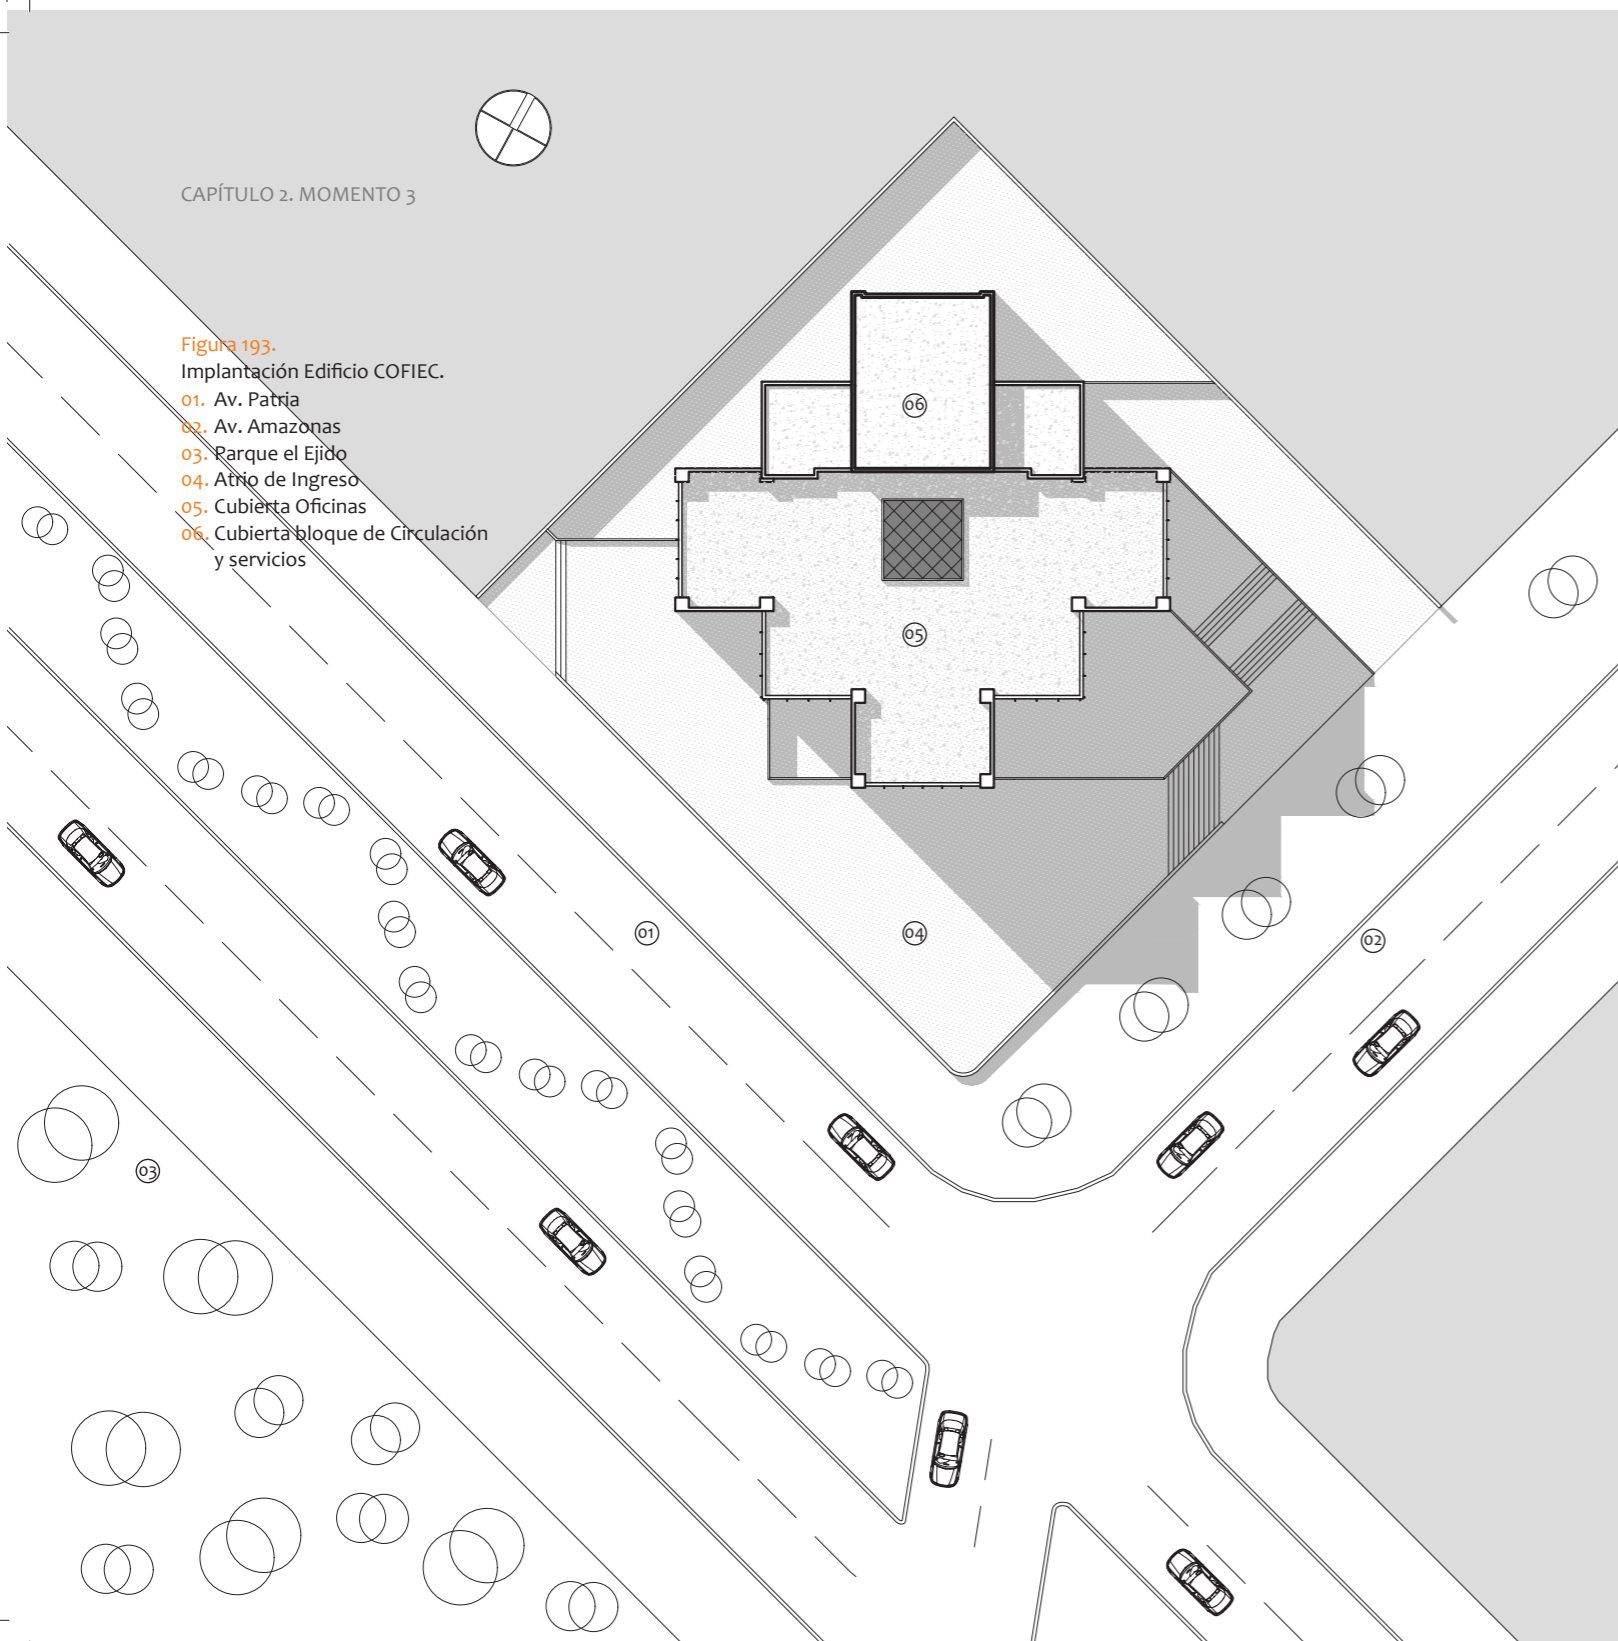 CAPÍTULO 2. MOMENTO 3
Figura 193.
Implantación Edificio COFIEC.
01. Av. Patria
02. Av. Amazonas
03. Parque el Ejido
04. Atrio de Ingreso
05. Cubierta Oficinas
06. Cubierta bloque de Circulación
y servicios
06
05
01
04
02
03